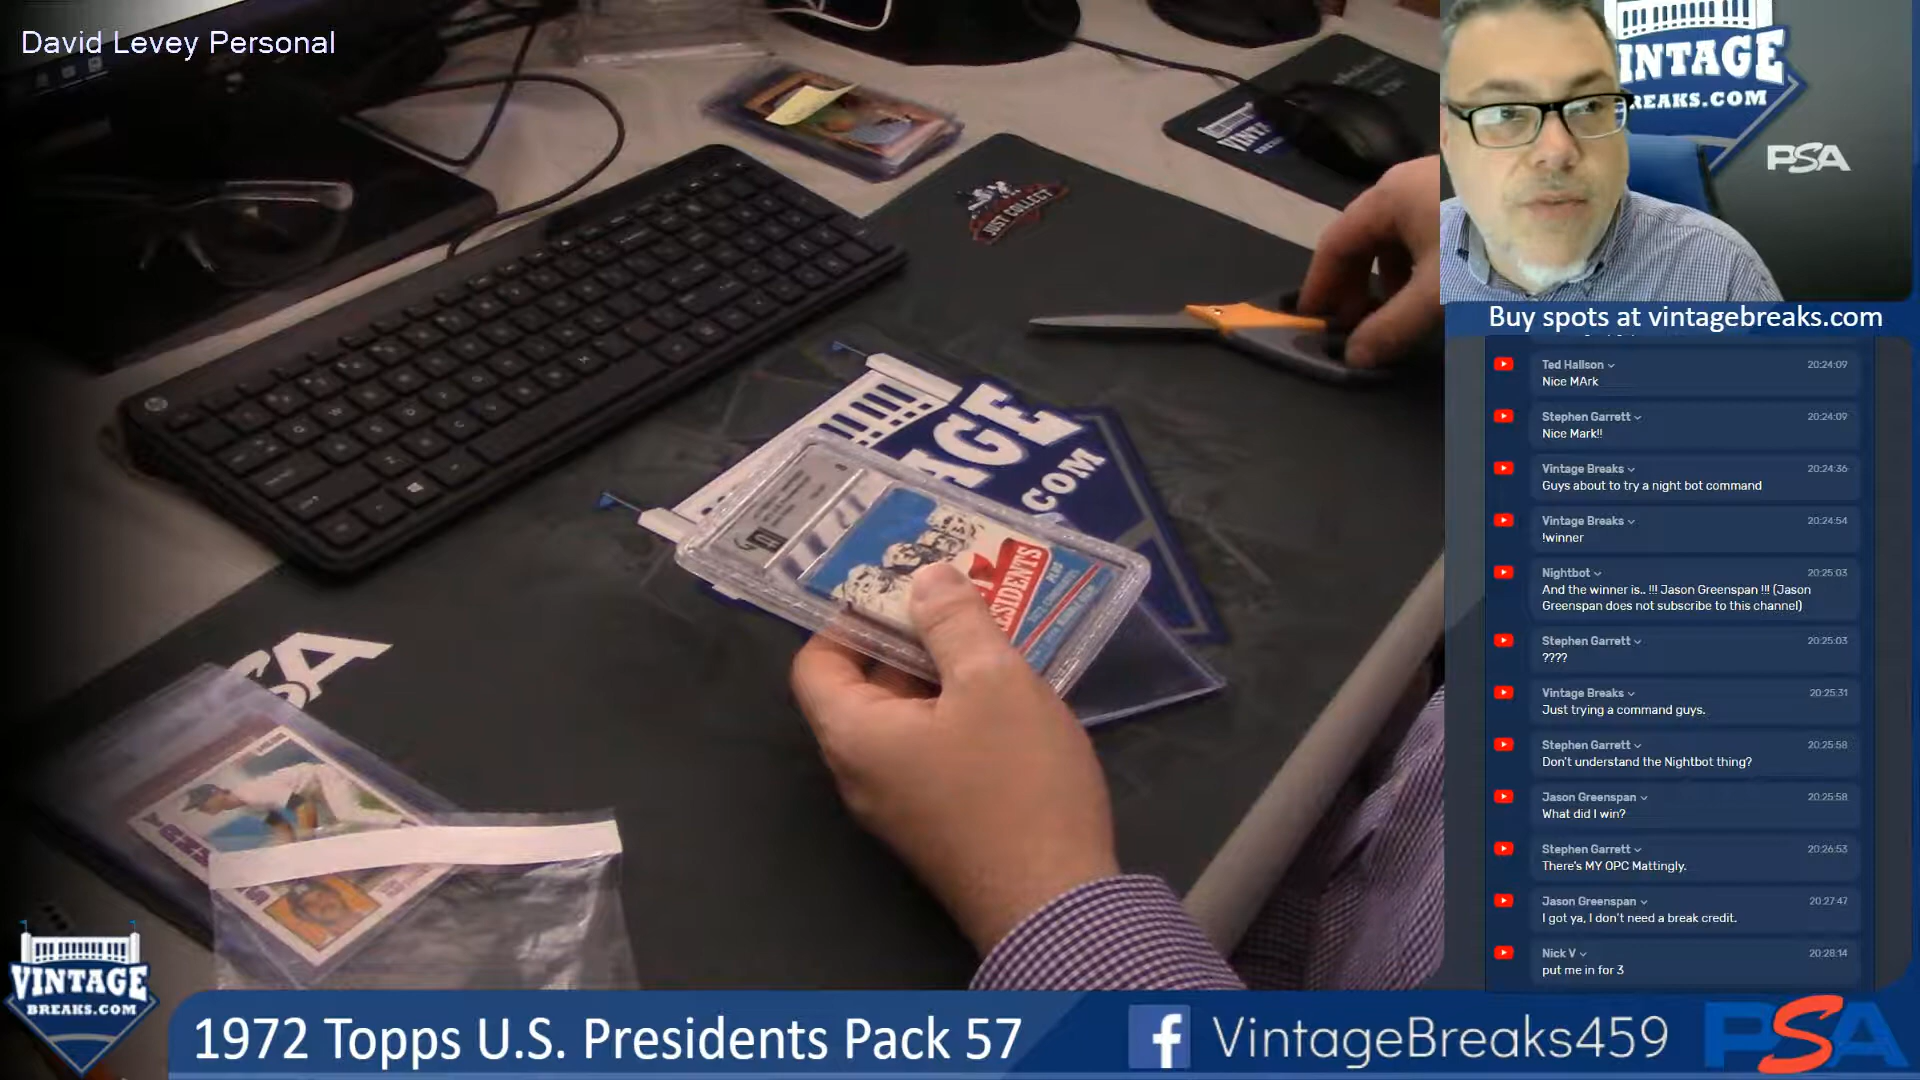 David Levey Personal
VINTAGE
BREAKS.COM
PSA
JUST COLLECT
AGE
.COM
PRESIDENTS
Buy spots at vintagebreaks.com
Ted Hallson 20:24:09
Nice MArk
Stephen Garrett 20:24:09
Nice Mark!!
Vintage Breaks 20:24:36
Guys about to try a night bot command
Vintage Breaks 20:24:54
!winner
Nightbot 20:25:03
And the winner is.. !!! Jason Greenspan !!! (Jason
Greenspan does not subscribe to this channel)
Stephen Garrett 20:25:03
????
Vintage Breaks 20:25:31
Just trying a command guys.
Stephen Garrett 20:25:58
Don't understand the Nightbot thing?
Jason Greenspan 20:25:58
What did I win?
Stephen Garrett 20:26:53
There's MY OPC Mattingly.
Jason Greenspan 20:27:47
I got ya, I don't need a break credit.
Nick V 20:28:14
put me in for 3
VINTAGE
BREAKS.COM
1972 Topps U.S. Presidents Pack 57
f VintageBreaks459
PSA